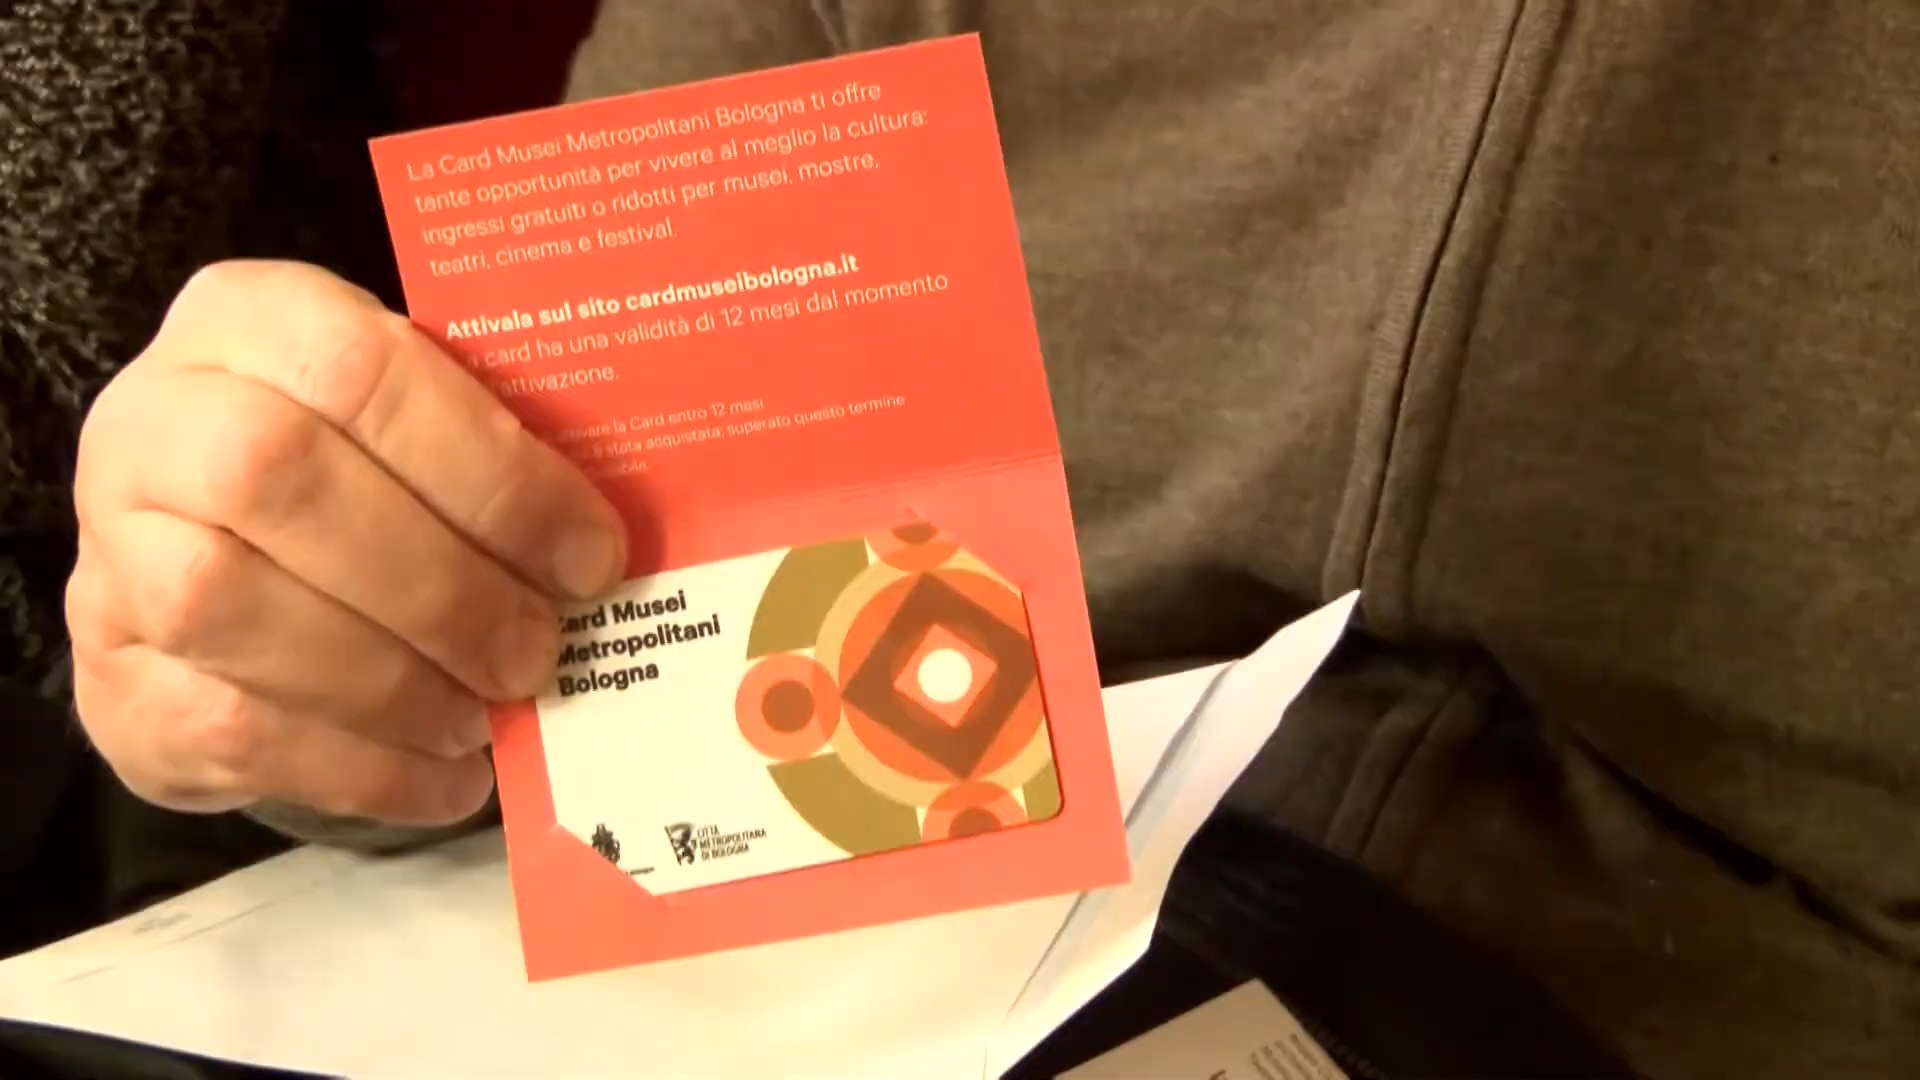 La Card Musei Metropolitani Bologna ti offre
tante opportunità per vivere al meglio la cultura:
ingressi gratuiti o ridotti per musei, mostre,
teatri, cinema e festival.
Attivala sul sito cardmuseibologna.it
card ha una validità di 12 mesi dal momento
attivazione.
la Card entro 12 mesi
è stata acquistata; superato questo termine
Card Musei
Metropolitani
Bologna
CITTÀ
METROPOLITANA
DI BOLOGNA